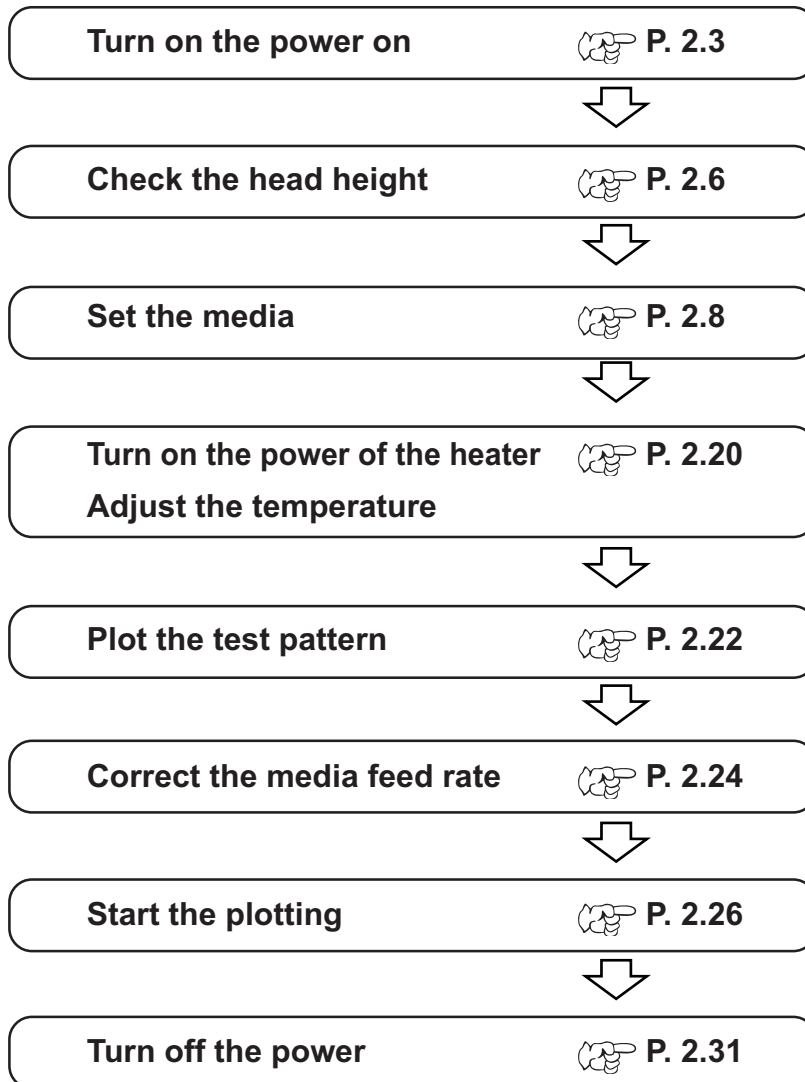 Turn on the power on P. 2.3
Check the head height P. 2.6
Set the media P. 2.8
Turn on the power of the heater P. 2.20
Adjust the temperature
Plot the test pattern P. 2.22
Correct the media feed rate P. 2.24
Start the plotting P. 2.26
Turn off the power P. 2.31